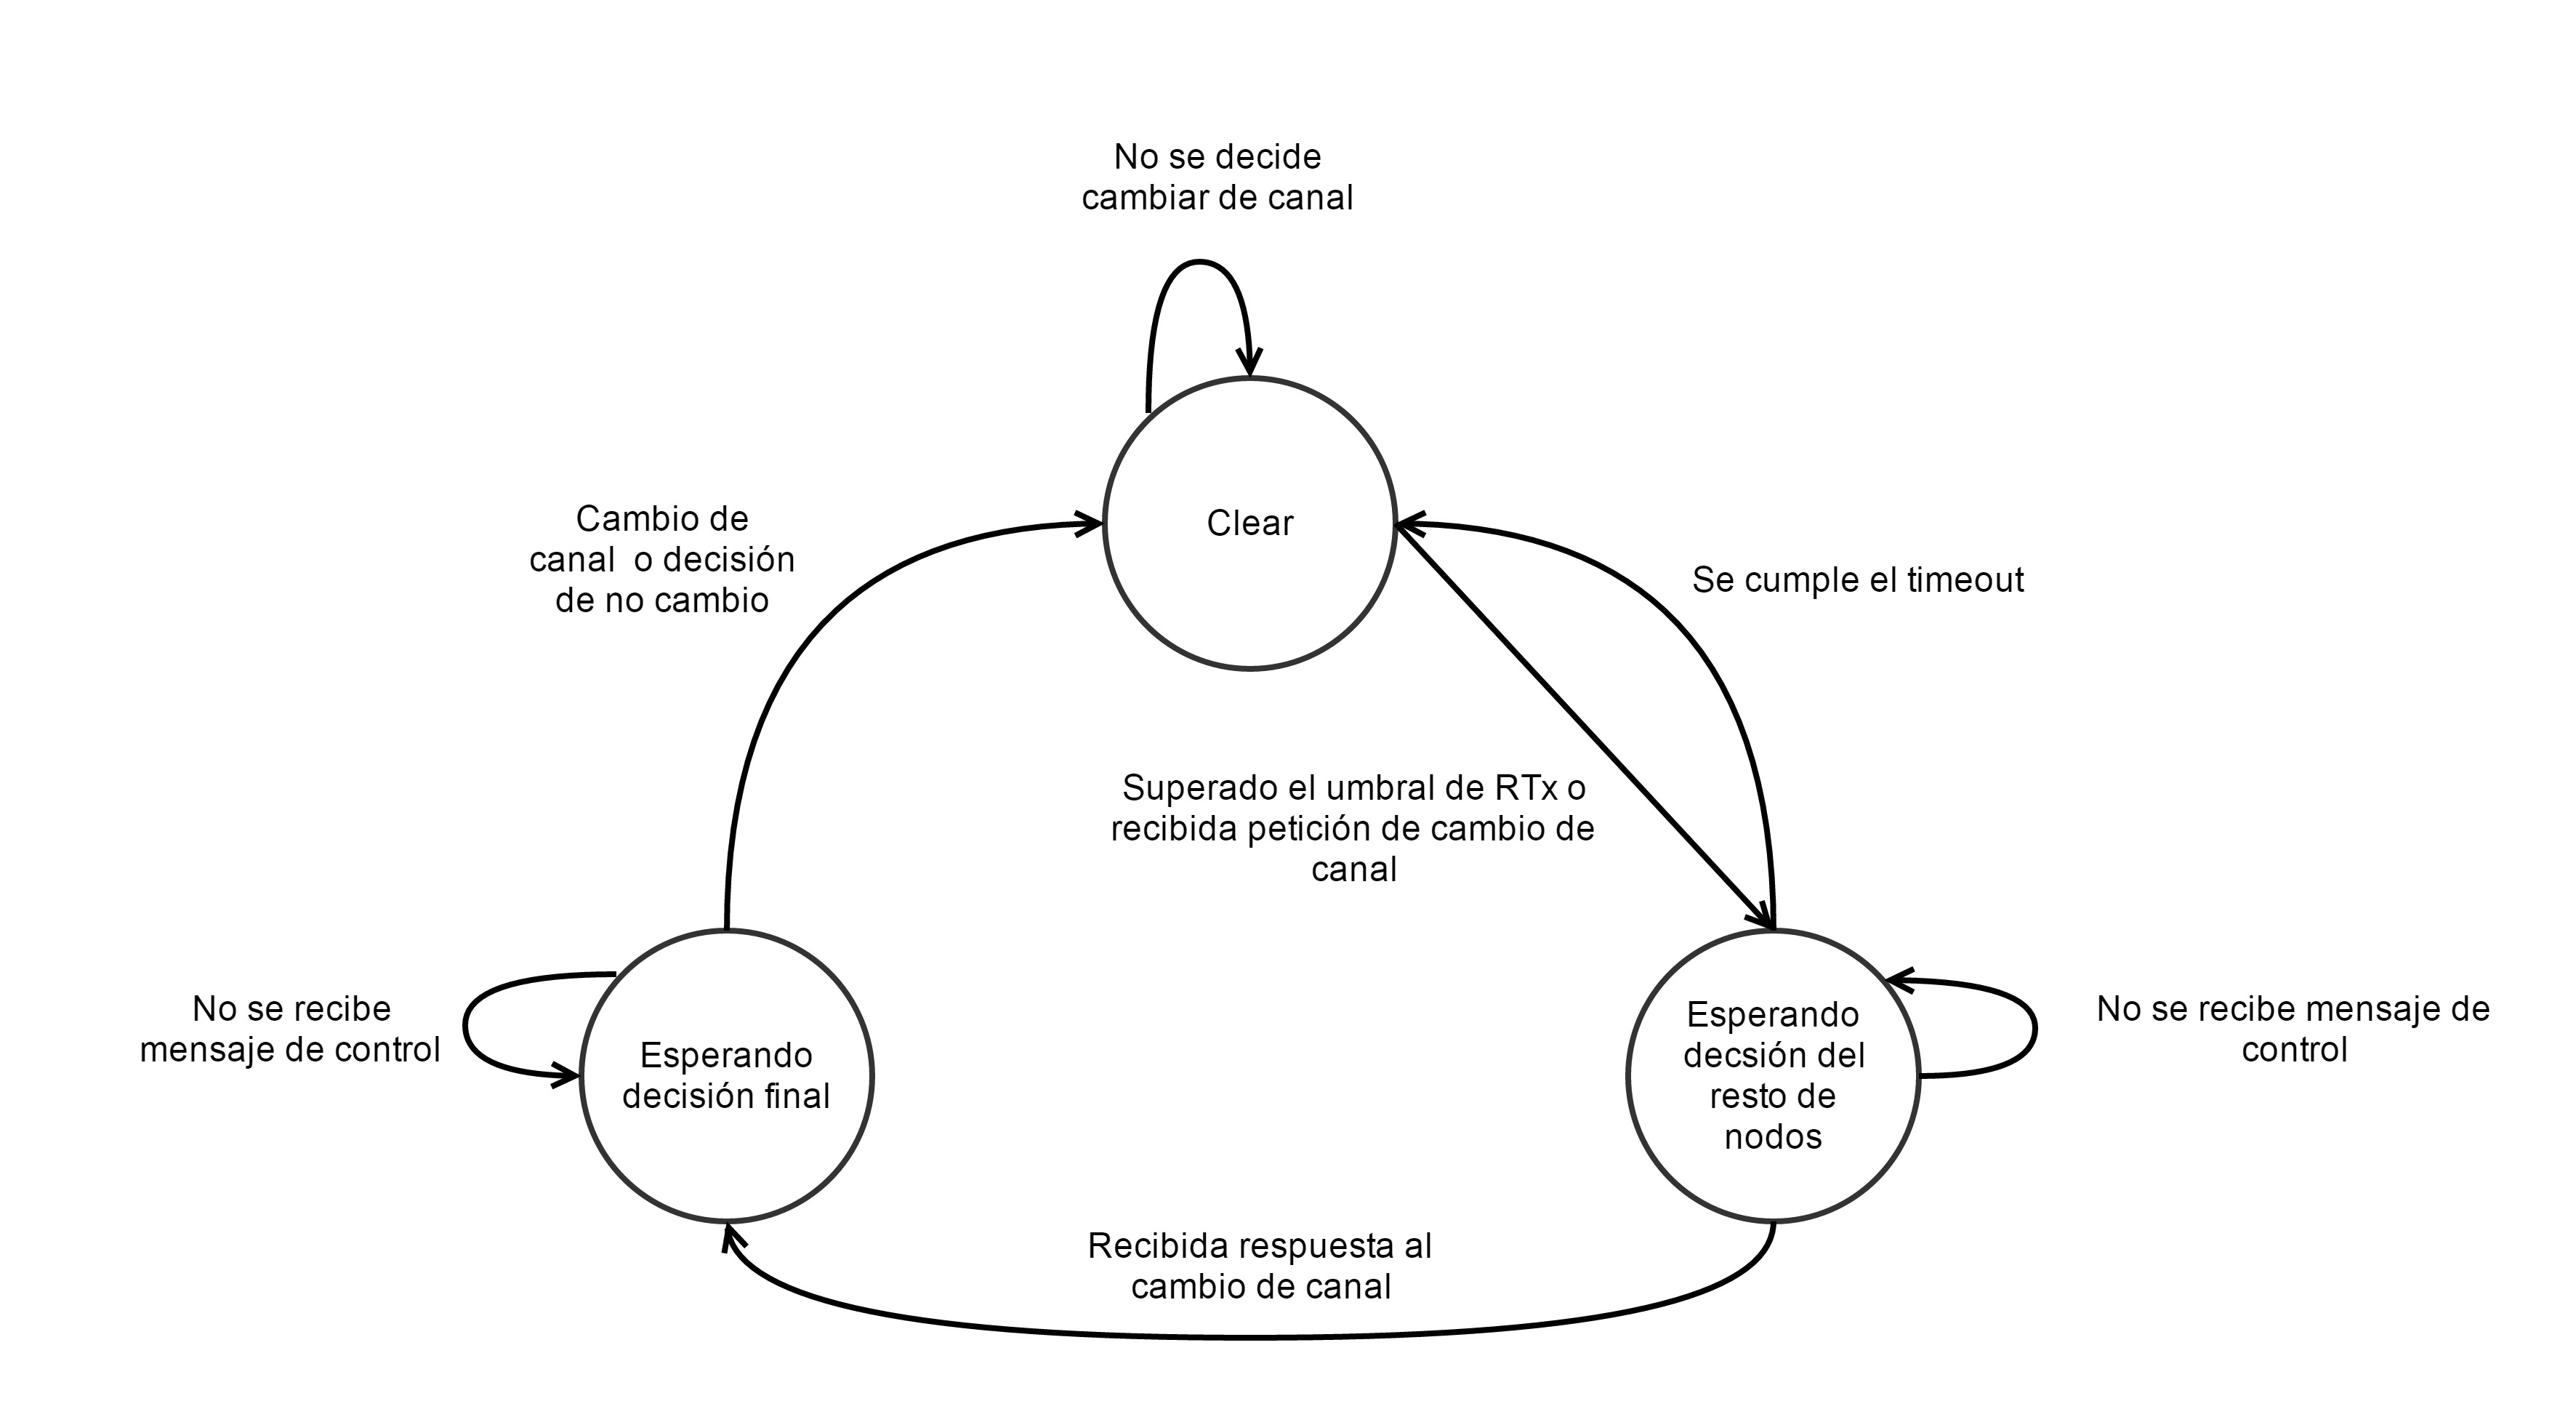 No se decide
cambiar de canal
Clear
Cambio de
canal  o decisión
de no cambio
Se cumple el timeout
Superado el umbral de RTx o
recibida petición de cambio de
canal
No se recibe
mensaje de control
Esperando
decisión final
Esperando
decsión del
resto de
nodos
No se recibe mensaje de
control
Recibida respuesta al
cambio de canal